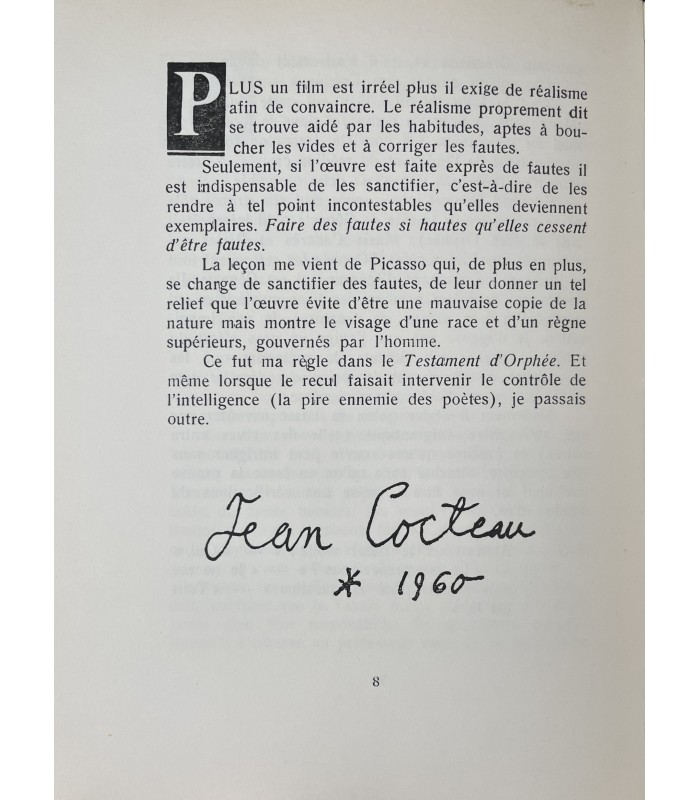 PLUS un film est irréel plus il exige de réalisme
afin de convaincre. Le réalisme proprement dit
se trouve aidé par les habitudes, aptes à bou-
cher les vides et à corriger les fautes.
Seulement, si l'œuvre est faite exprès de fautes il
est indispensable de les sanctifier, c'est-à-dire de les
rendre à tel point incontestables qu'elles deviennent
exemplaires. Faire des fautes si hautes qu'elles cessent
d'être fautes.
La leçon me vient de Picasso qui, de plus en plus,
se change de sanctifier des fautes, de leur donner un tel
relief que l'œuvre évite d'être une mauvaise copie de la
nature mais montre le visage d'une race et d'un règne
supérieurs, gouvernés par l'homme.
Ce fut ma règle dans le Testament d'Orphée. Et
même lorsque le recul faisait intervenir le contrôle de
l'intelligence (la pire ennemie des poètes), je passais
outre.
Jean Cocteau
* 1960
8